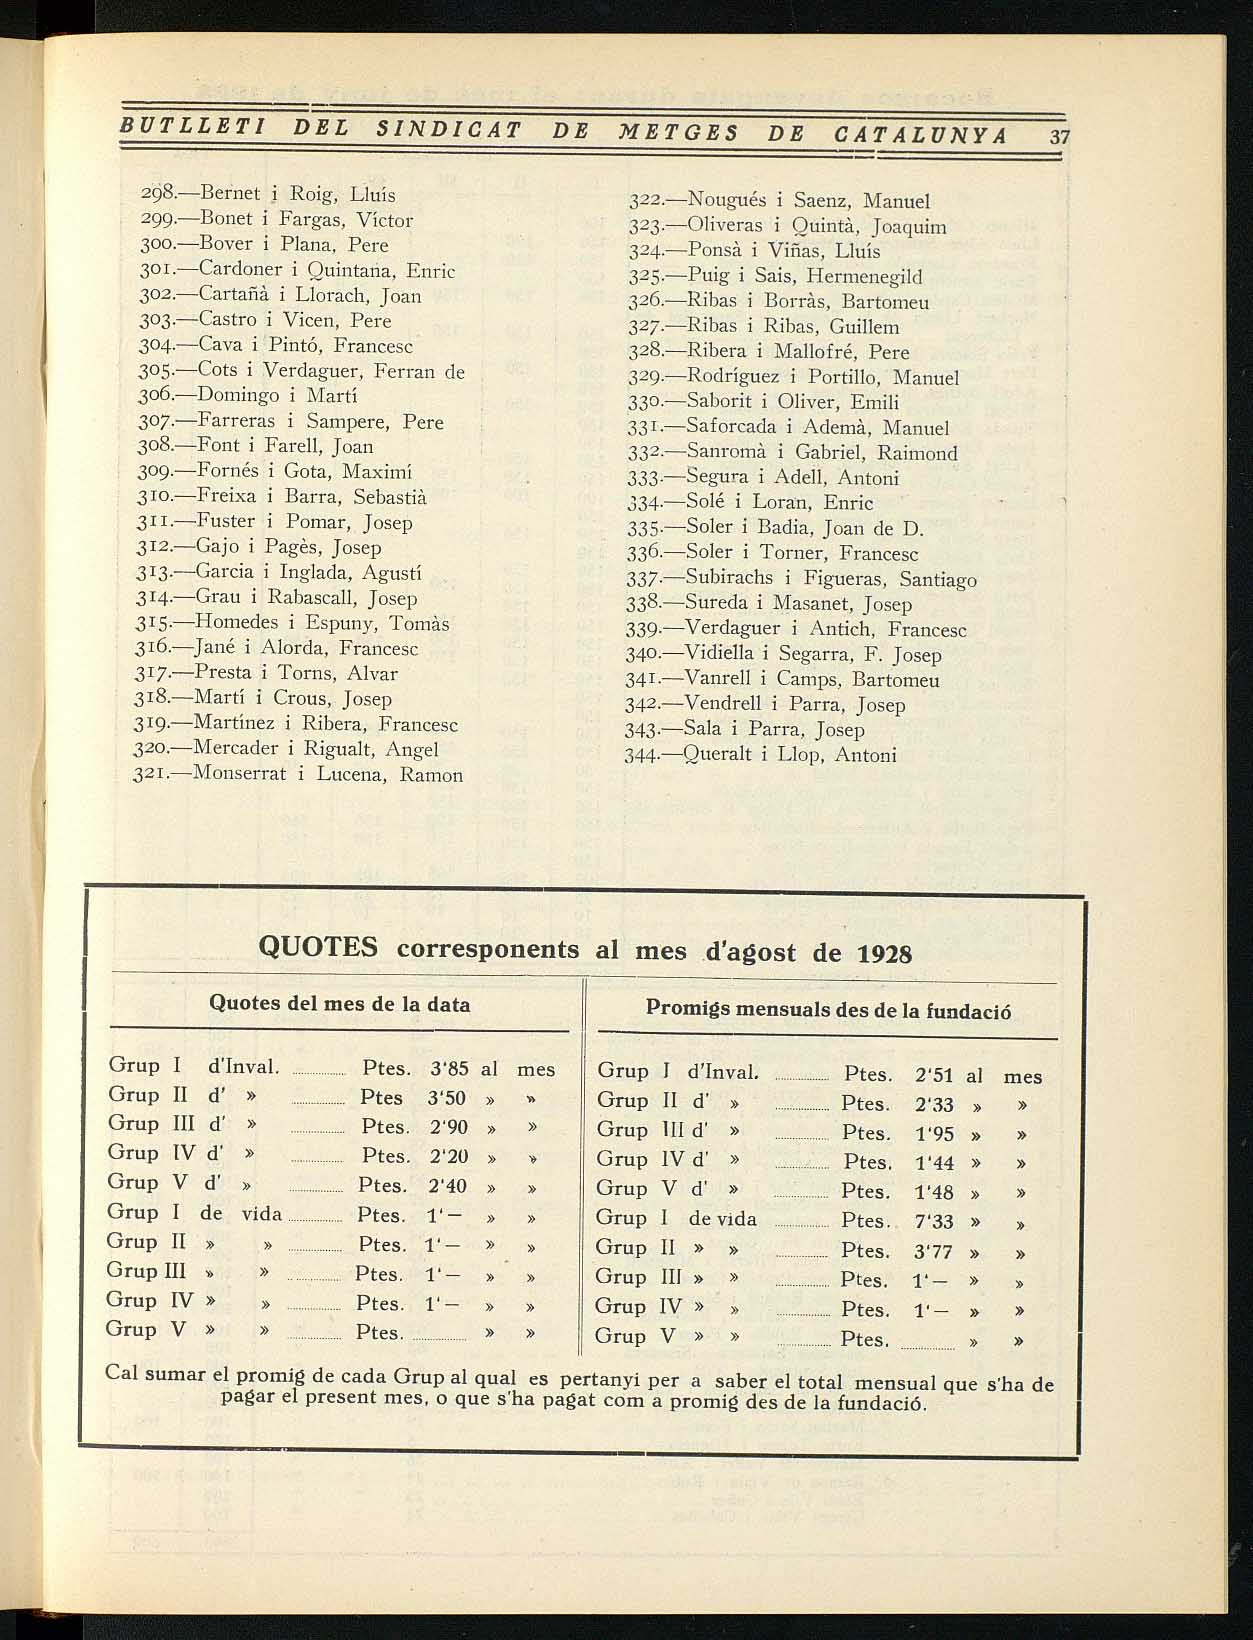 BUTLLETI DEL SINDICAT DE METGES DE CATALUNYA 37
298.—Bernet i Roig, Lluís
299.—Bonet i Fargas, Víctor
300.—Bover i Plana, Pere
301.—Cardoner i Quintana, Enric
302.—Cartañà i Llorach, Joan
303.—Castro i Vicen, Pere
304.—Cava i Pintó, Francesc
305.—Cots i Verdaguer, Ferran de
306.—Domingo i Martí
307.—Farreras i Sampere, Pere
308.—Font i Farell, Joan
309.—Fornés i Gota, Maximí
310.—Freixa i Barra, Sebastià
311.—Fuster i Pomar, Josep
312.—Gajo i Pagès, Josep
313.—Garcia i Inglada, Agustí
314.—Grau i Rabascall, Josep
315.—Homedes i Espuny, Tomàs
316.—Jané i Alorda, Francesc
317.—Presta i Torns, Alvar
318.—Martí i Crous, Josep
319.—Martínez i Ribera, Francesc
320.—Mercader i Rigualt, Angel
321.—Monserrat i Lucena, Ramon
322.—Nougués i Saenz, Manuel
323.—Oliveras i Quintà, Joaquim
324.—Ponsà i Viñas, Lluís
325.—Puig i Sais, Hermenegild
326.—Ribas i Borràs, Bartomeu
327.—Ribas i Ribas, Guillem
328.—Ribera i Mallofré, Pere
329.—Rodríguez i Portillo, Manuel
330.—Saborit i Oliver, Emili
331.—Saforcada i Ademà, Manuel
332.—Sanromà i Gabriel, Raimond
333.—Segura i Adell, Antoni
334.—Solé i Loran, Enric
335.—Soler i Badia, Joan de D.
336.—Soler i Torner, Francesc
337.—Subirachs i Figueras, Santiago
338.—Sureda i Masanet, Josep
339.—Verdaguer i Antich, Francesc
340.—Vidiella i Segarra, F. Josep
341.—Vanrell i Camps, Bartomeu
342.—Vendrell i Parra, Josep
343.—Sala i Parra, Josep
344.—Queralt i Llop, Antoni
QUOTES corresponents al mes d'agost de 1928
Quotes del mes de la data
Grup I d'Inval. ............ Ptes. 3'85 al mes
Grup II d' » ............ Ptes 3'50 » »
Grup III d' » ............ Ptes. 2'90 » »
Grup IV d' » ............ Ptes. 2'20 » »
Grup V d' » ............ Ptes. 2'40 » »
Grup I de vida ............ Ptes. 1'— » »
Grup II » » ............ Ptes. 1'— » »
Grup III » » ............ Ptes. 1'— » »
Grup IV » » ............ Ptes. 1'— » »
Grup V » » ............ Ptes. ............ » »
Promigs mensuals des de la fundació
Grup I d'Inval. ............ Ptes. 2'51 al mes
Grup II d' » ............ Ptes. 2'33 » »
Grup III d' » ............ Ptes. 1'95 » »
Grup IV d' » ............ Ptes. 1'44 » »
Grup V d' » ............ Ptes. 1'48 » »
Grup I de vida ............ Ptes. 7'33 » »
Grup II » » ............ Ptes. 3'77 » »
Grup III » » ............ Ptes. 1'— » »
Grup IV » » ............ Ptes. 1'— » »
Grup V » » ............ Ptes. ............ » »
Cal sumar el promig de cada Grup al qual es pertanyi per a saber el total mensual que s'ha de
pagar el present mes, o que s'ha pagat com a promig des de la fundació.